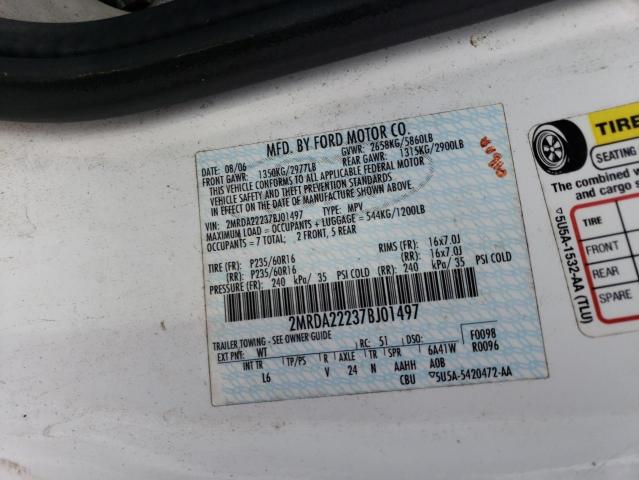 MFD. BY FORD MOTOR CO.
DATE: 08/06 GVWR: 2658KG/5860LB
FRONT GAWR: 1350KG/2977LB REAR GAWR: 1315KG/2900LB
THIS VEHICLE CONFORMS TO ALL APPLICABLE FEDERAL MOTOR
VEHICLE SAFETY AND THEFT PREVENTION STANDARDS
IN EFFECT ON THE DATE OF MANUFACTURE SHOWN ABOVE.
VIN: 2MRDA22237BJ01497 TYPE: MPV
MAXIMUM LOAD = OCCUPANTS + LUGGAGE = 544KG/1200LB
OCCUPANTS = 7 TOTAL; 2 FRONT, 5 REAR
TIRE (FR): P235/60R16 RIMS (FR): 16x7.0J
(RR): P235/60R16 (RR): 16x7.0J
PRESSURE (FR): 240 kPa/ 35 PSI COLD (RR): 240 kPa/ 35 PSI COLD
2MRDA22237BJ01497
TRAILER TOWING - SEE OWNER GUIDE
EXT PNT: WT RC: 51 DSO: F0098
INT TR TP/PS R AXLE TR SPR 6A41W R0096
L6 V 24 N AAHH A0B
CBU ▽5U5A-5420472-AA
▽5U5A-1532-AA (TLU)
TIRE
SEATING
The combined w
and cargo s
TIRE
FRONT
REAR
SPARE